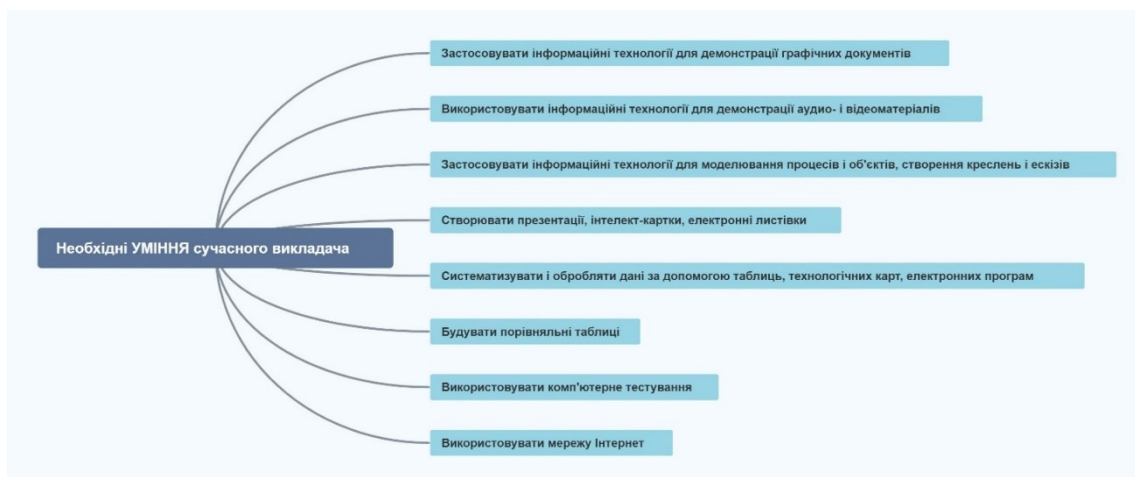 Застосовувати інформаційні технології для демонстрації графічних документів
Використовувати інформаційні технології для демонстрації аудио- і відеоматеріалів
Застосовувати інформаційні технології для моделювання процесів і об'єктів, створення креслень і ескізів
Створювати презентації, інтелект-картки, електронні листівки
Необхідні УМІННЯ сучасного викладача
Систематизувати і обробляти дані за допомогою таблиць, технологічних карт, електронних програм
Будувати порівняльні таблиці
Використовувати комп'ютерне тестування
Використовувати мережу Інтернет